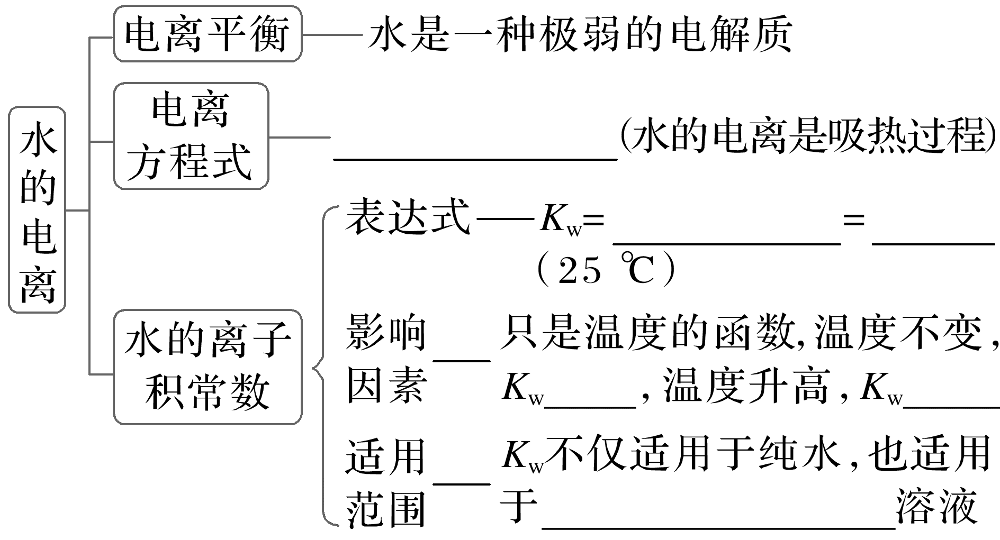 水的电离
电离平衡
水是一种极弱的电解质
电离
方程式
(水的电离是吸热过程)
水的离子
积常数
表达式
Kw= =
(25 ℃)
影响
因素
只是温度的函数,温度不变,
Kw ,温度升高,Kw
适用
范围
Kw不仅适用于纯水,也适用
于 溶液